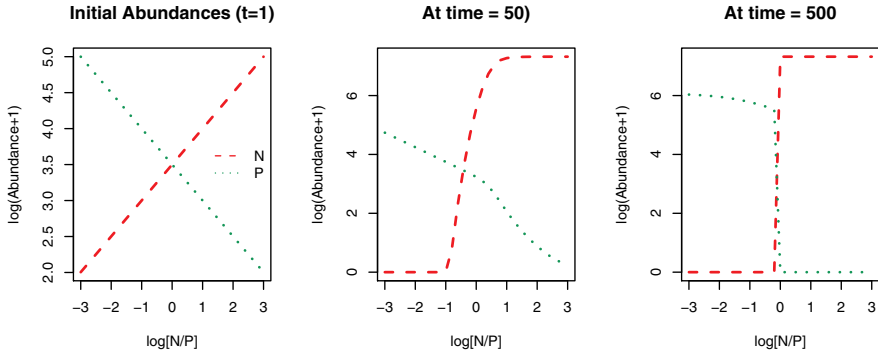 Initial Abundances (t=1)
log(Abundance+1)
5.0
4.5
4.0
3.5
3.0
2.5
2.0
N
P
−3 −2 −1 0 1 2 3
log[N/P]
At time = 50)
log(Abundance+1)
6
4
2
0
−3 −2 −1 0 1 2 3
log[N/P]
At time = 500
log(Abundance+1)
6
4
2
0
−3 −2 −1 0 1 2 3
log[N/P]